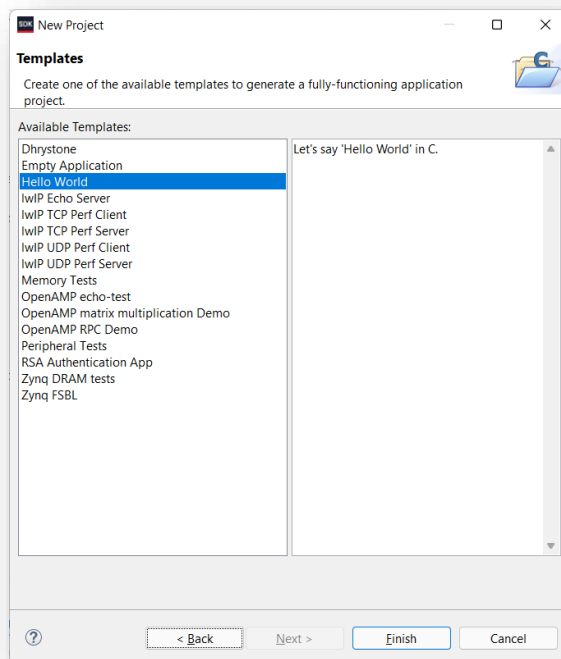 SDK New Project
Templates
Create one of the available templates to generate a fully-functioning application
project.
Available Templates:
Dhrystone
Empty Application
Hello World
lwIP Echo Server
lwIP TCP Perf Client
lwIP TCP Perf Server
lwIP UDP Perf Client
lwIP UDP Perf Server
Memory Tests
OpenAMP echo-test
OpenAMP matrix multiplication Demo
OpenAMP RPC Demo
Peripheral Tests
RSA Authentication App
Zynq DRAM tests
Zynq FSBL
Let's say 'Hello World' in C.
? < Back Next > Finish Cancel